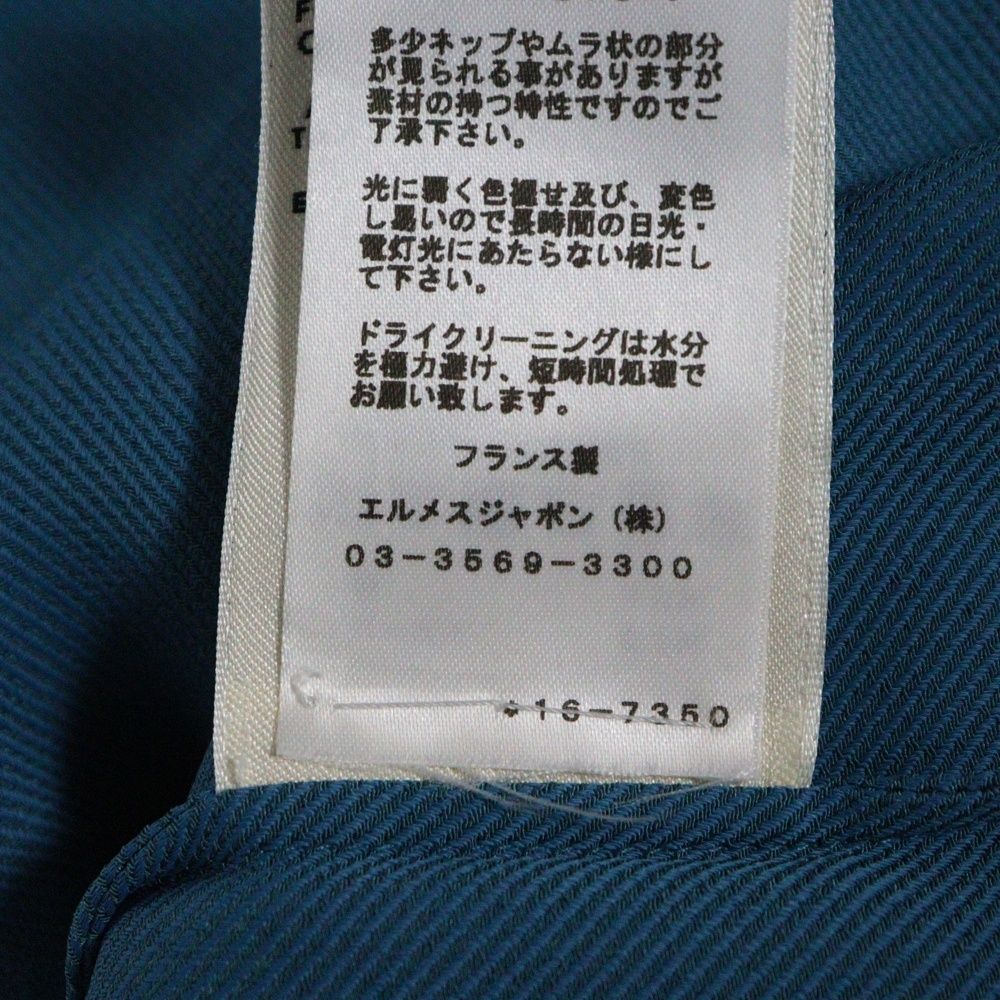 多少ネップやムラ状の部分
が見られる事がありますが
素材の持つ特性ですのでご
了承下さい。
光に弱く色褪せ及び、変色
し易いので長時間の日光・
電灯光にあたらない様にし
て下さい。
ドライクリーニングは水分
を極力避け、短時間処理で
お願い致します。
フランス製
エルメスジャポン（株）
03-3569-3300
16-7350